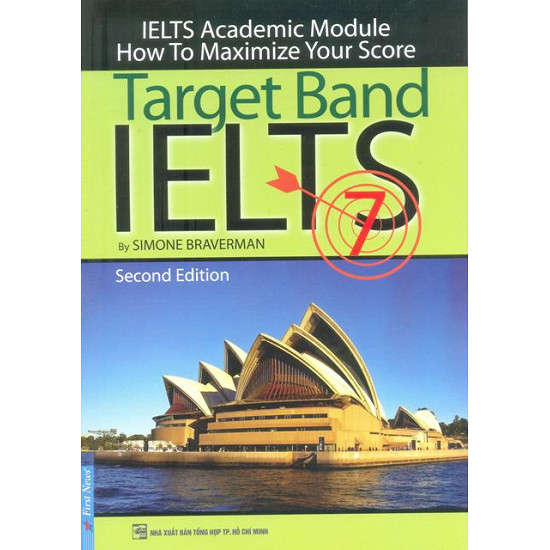 IELTS Academic Module
How To Maximize Your Score
Target Band
IELTS
7
By SIMONE BRAVERMAN
Second Edition
First News
NHÀ XUẤT BẢN TỔNG HỢP TP. HỒ CHÍ MINH